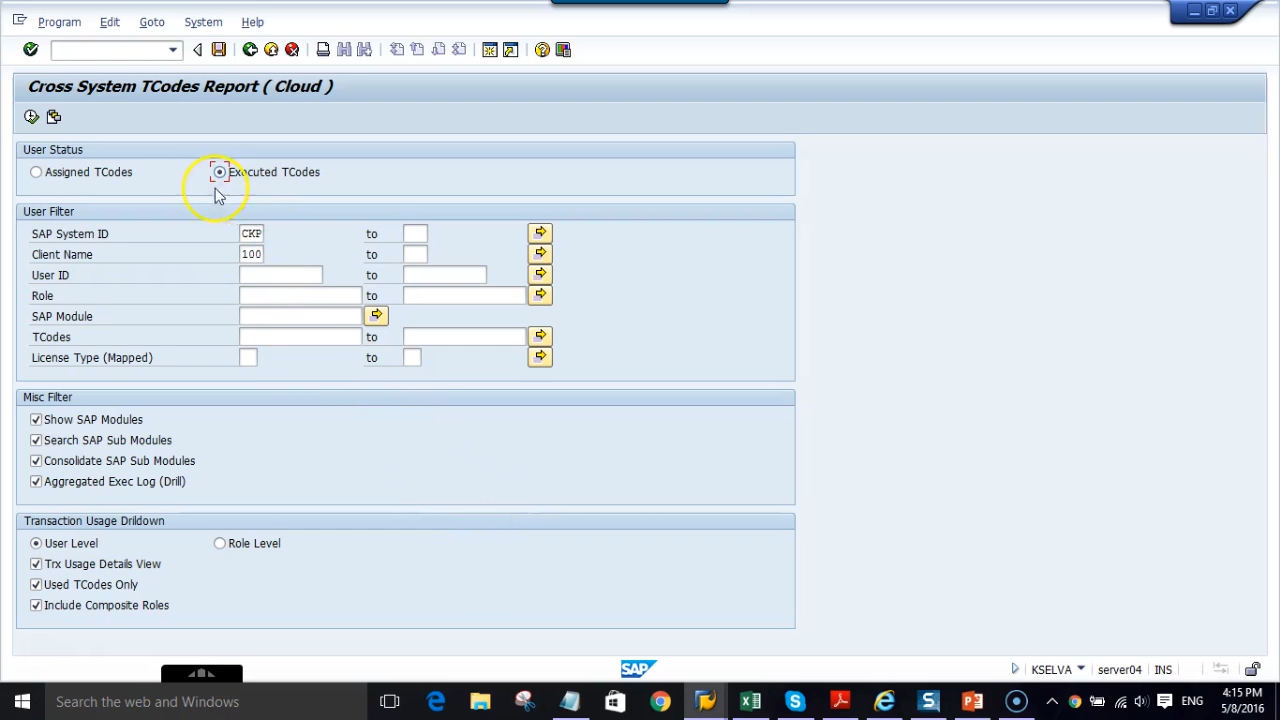 Program Edit Goto System Help
Cross System TCodes Report ( Cloud )
User Status
Assigned TCodes Executed TCodes
User Filter
SAP System ID CKP to
Client Name 100 to
User ID to
Role to
SAP Module
TCodes to
License Type (Mapped) to
Misc Filter
Show SAP Modules
Search SAP Sub Modules
Consolidate SAP Sub Modules
Aggregated Exec Log (Drill)
Transaction Usage Drildown
User Level Role Level
Trx Usage Details View
Used TCodes Only
Include Composite Roles
SAP KSELVA server04 INS
Search the web and Windows ENG 4:15 PM
5/8/2016